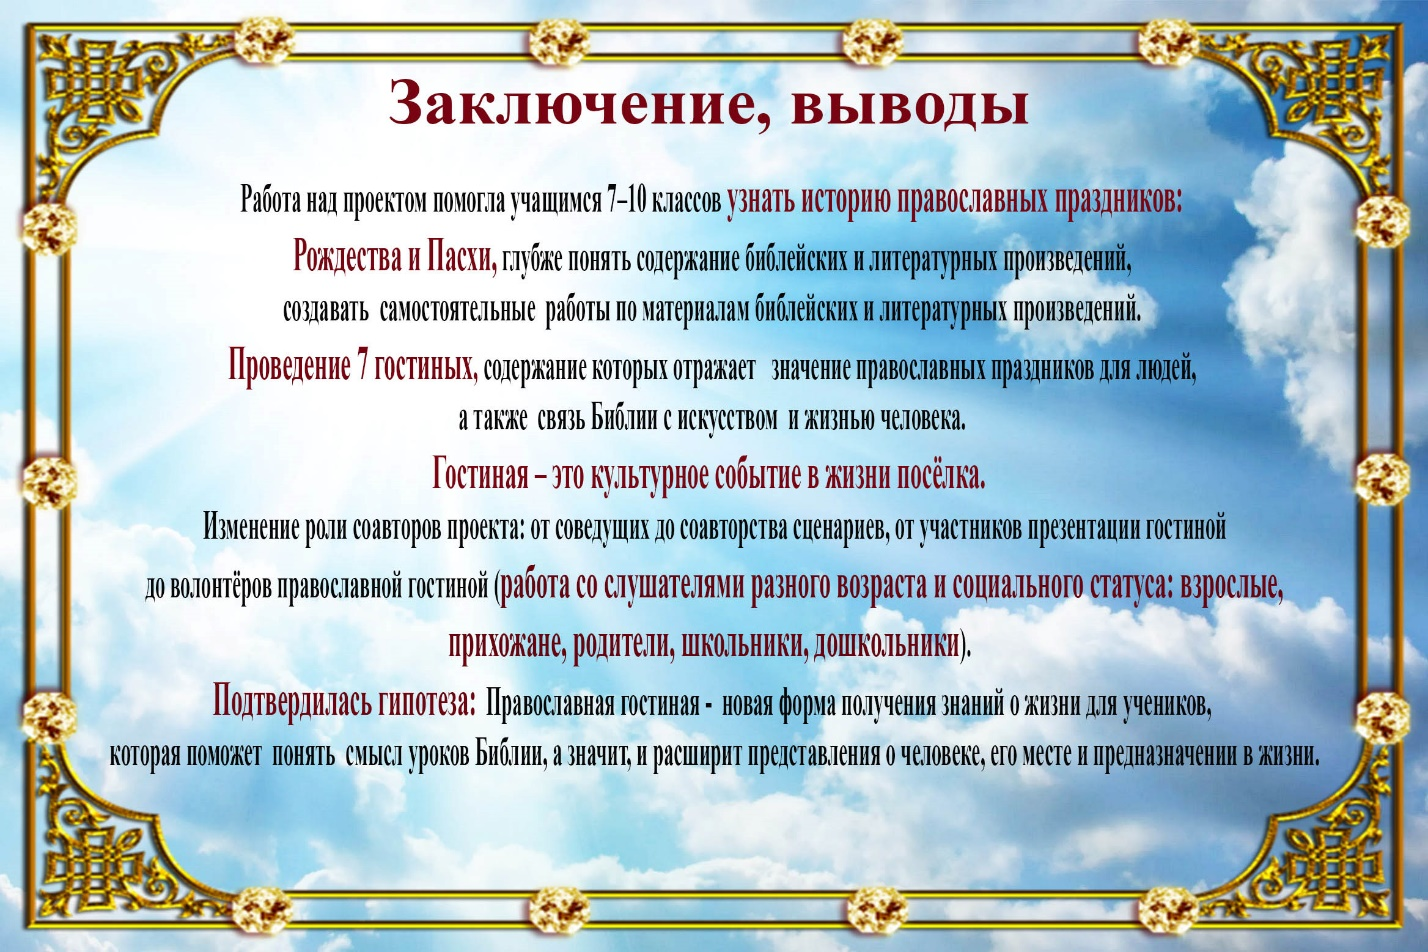 Заключение, выводы
Работа над проектом помогла учащимся 7–10 классов узнать историю православных праздников:
Рождества и Пасхи, глубже понять содержание библейских и литературных произведений,
создавать самостоятельные работы по материалам библейских и литературных произведений.
Проведение 7 гостиных, содержание которых отражает значение православных праздников для людей,
а также связь Библии с искусством и жизнью человека.
Гостиная – это культурное событие в жизни посёлка.
Изменение роли соавторов проекта: от соведущих до соавторства сценариев, от участников презентации гостиной
до волонтёров православной гостиной (работа со слушателями разного возраста и социального статуса: взрослые,
прихожане, родители, школьники, дошкольники).
Подтвердилась гипотеза: Православная гостиная - новая форма получения знаний о жизни для учеников,
которая поможет понять смысл уроков Библии, а значит, и расширит представления о человеке, его месте и предназначении в жизни.